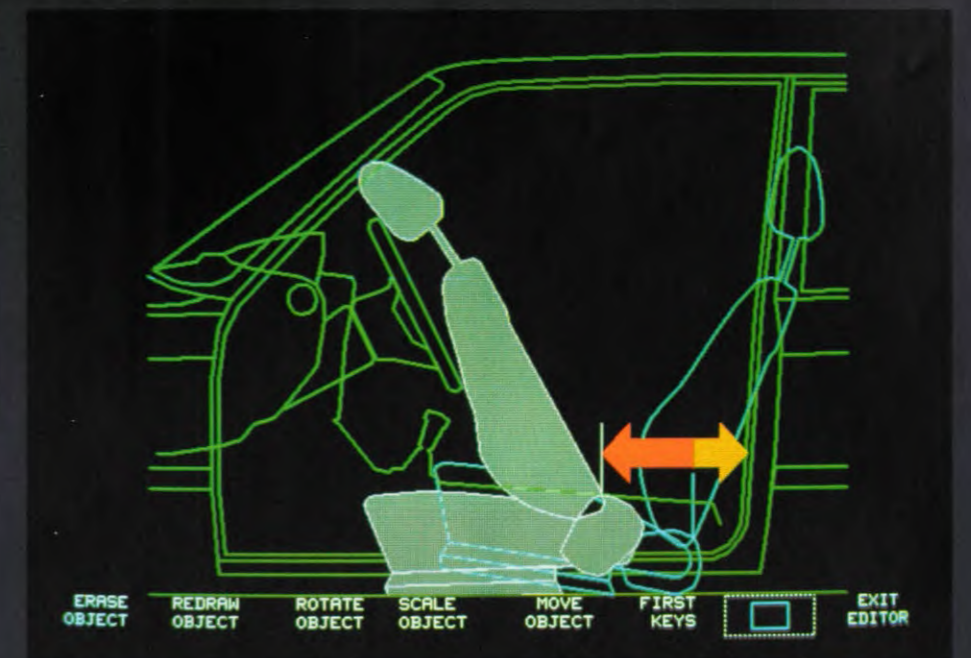 ERASE OBJECT
REDRAW OBJECT
ROTATE OBJECT
SCALE OBJECT
MOVE OBJECT
FIRST KEYS
EXIT EDITOR